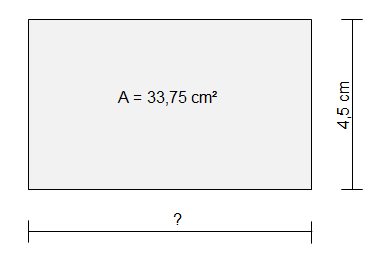 A = 33,75 cm²
4,5 cm
?